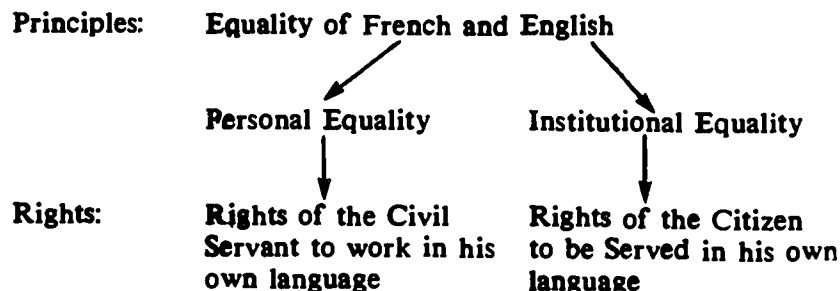 Principles: Equality of French and English
Personal Equality Institutional Equality
Rights: Rights of the Civil Rights of the Citizen
Servant to work in his to be Served in his own
own language language